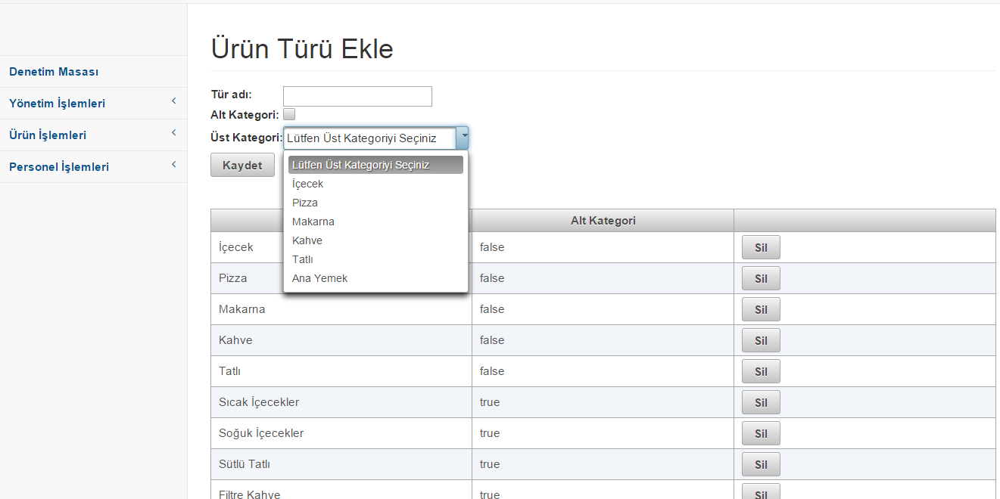 Ürün Türü Ekle
Denetim Masası
Yönetim İşlemleri
Ürün İşlemleri
Personel İşlemleri
Tür adı:
Alt Kategori:
Üst Kategori: Lütfen Üst Kategoriyi Seçiniz
Kaydet
Lütfen Üst Kategoriyi Seçiniz
İçecek
Pizza
Makarna
Kahve
Tatlı
Ana Yemek
Alt Kategori
İçecek false Sil
Pizza false Sil
Makarna false Sil
Kahve false Sil
Tatlı false Sil
Sıcak İçecekler true Sil
Soğuk İçecekler true Sil
Sütlü Tatlı true Sil
Filtre Kahve true Sil